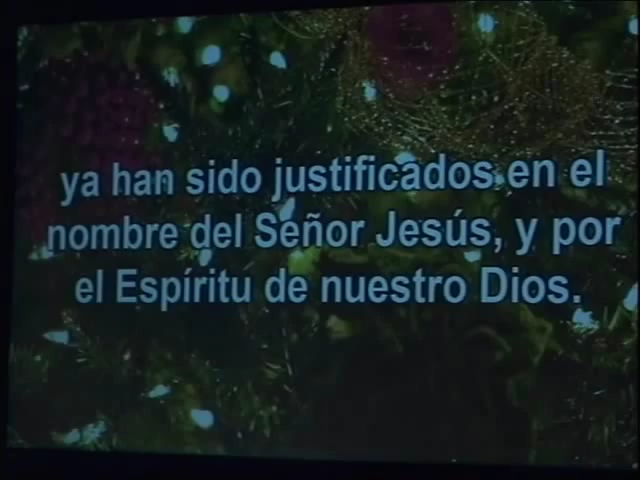 ya han sido justificados en el
nombre del Señor Jesús, y por
el Espíritu de nuestro Dios.